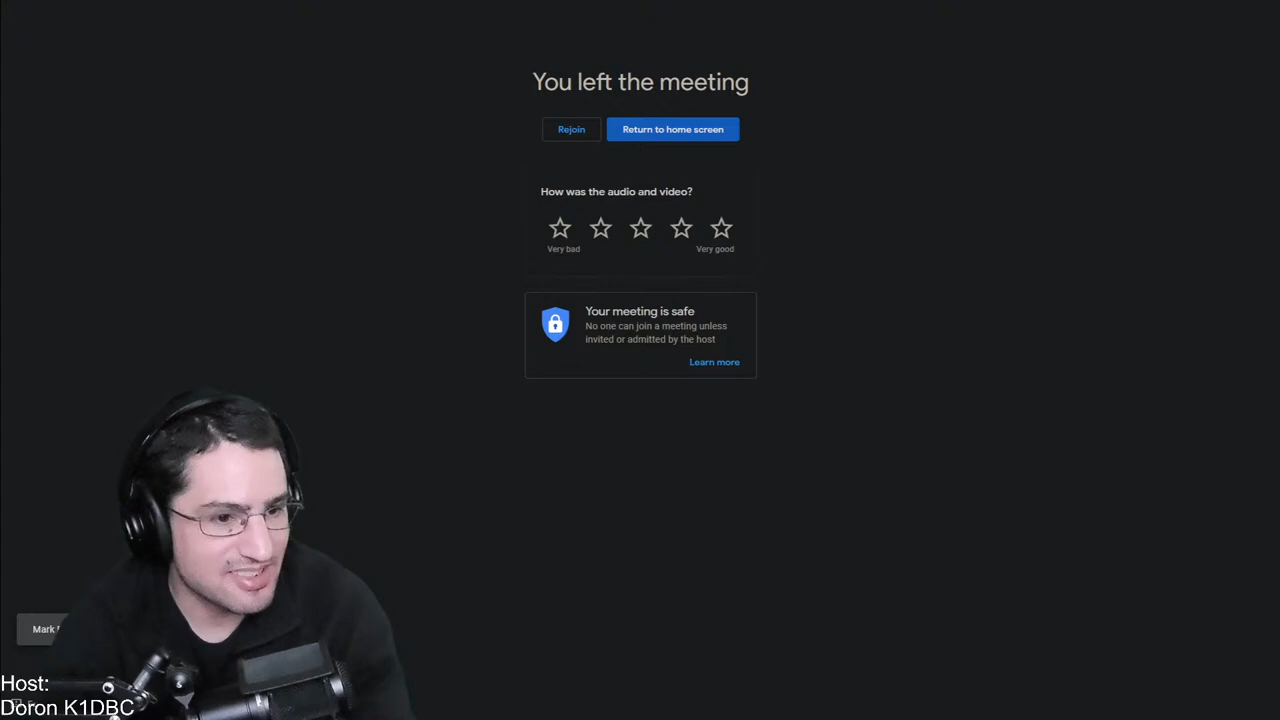 You left the meeting
Rejoin
Return to home screen
How was the audio and video?
Very bad
Very good
Your meeting is safe
No one can join a meeting unless
invited or admitted by the host
Learn more
Mark
Host:
Doron K1DBC